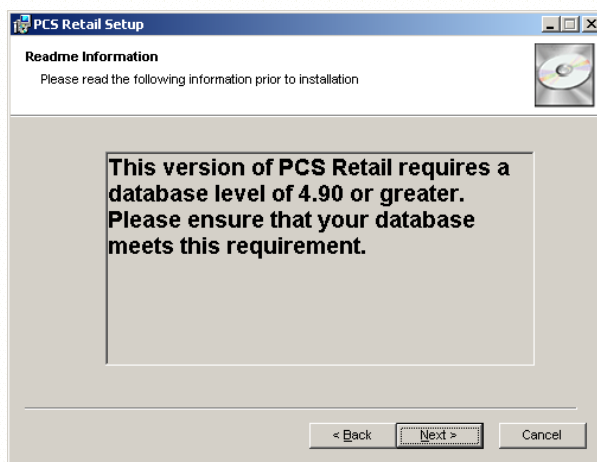 PCS Retail Setup
Readme Information
Please read the following information prior to installation
This version of PCS Retail requires a
database level of 4.90 or greater.
Please ensure that your database
meets this requirement.
< Back
Next >
Cancel